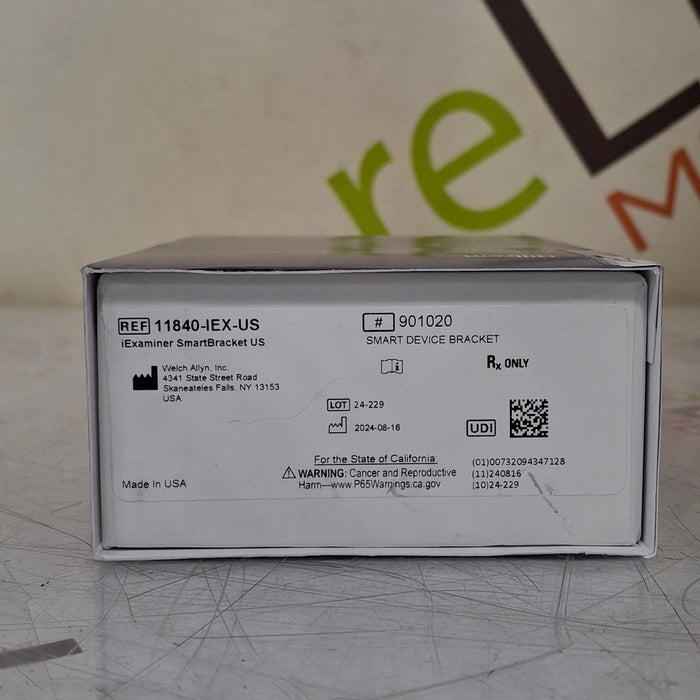 re
M
REF 11840-IEX-US
iExaminer SmartBracket US
# 901020
SMART DEVICE BRACKET
Welch Allyn, Inc.
4341 State Street Road
Skaneateles Falls, NY 13153
USA
Rx ONLY
LOT 24-229
2024-08-16
UDI
For the State of California
WARNING: Cancer and Reproductive
Harm—www.P65Warnings.ca.gov
(01)00732094347128
(11)240816
(10)24-229
Made In USA